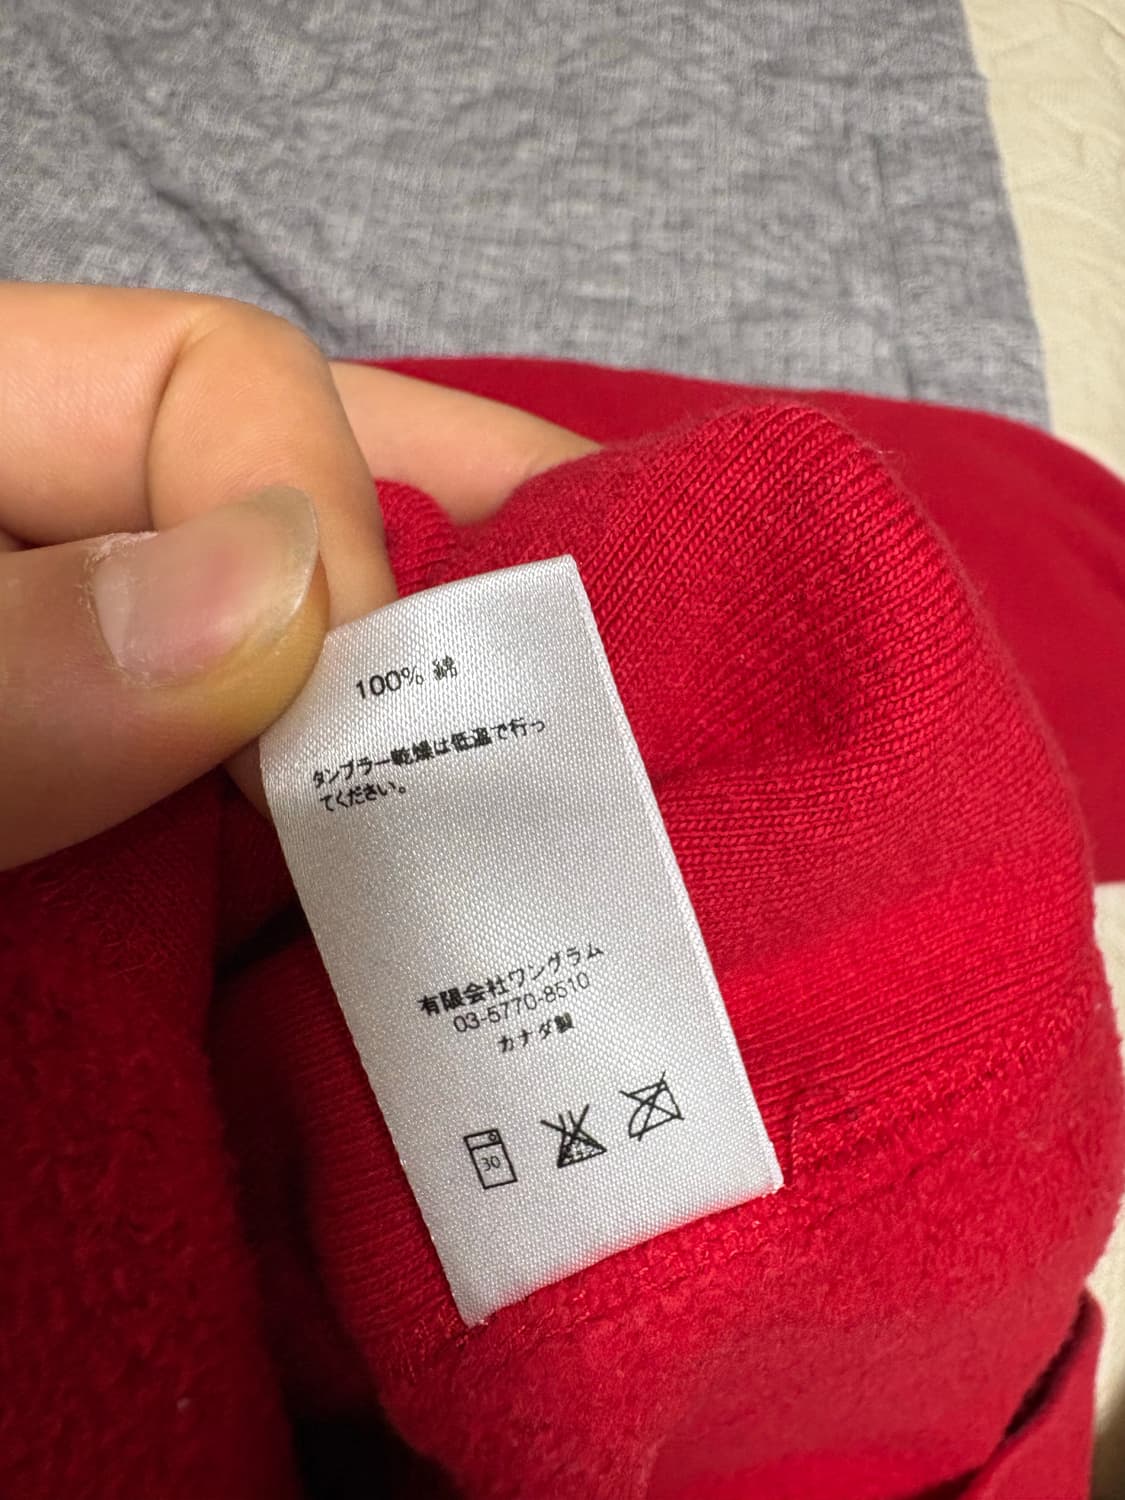 100% 綿
タンブラー乾燥は低温で行っ
てください。
有限会社ワングラム
03-5770-8510
カナダ製
30